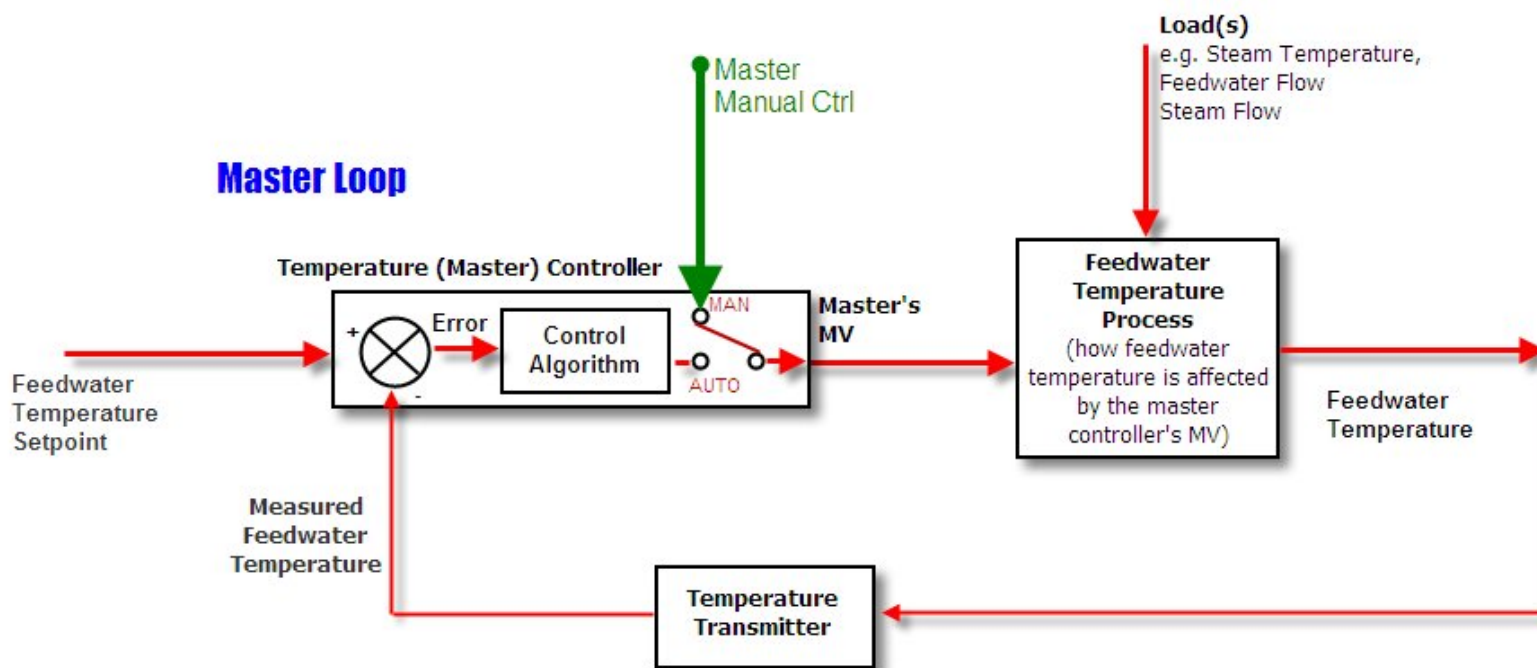 Load(s)
e.g. Steam Temperature,
Feedwater Flow
Steam Flow
Master
Manual Ctrl
Master Loop
Temperature (Master) Controller
MAN
Master's
MV
Feedwater
Temperature
Process
(how feedwater
temperature is affected
by the master
controller's MV)
+
Error
Control
Algorithm
AUTO
-
Feedwater
Temperature
Setpoint
Feedwater
Temperature
Measured
Feedwater
Temperature
Temperature
Transmitter